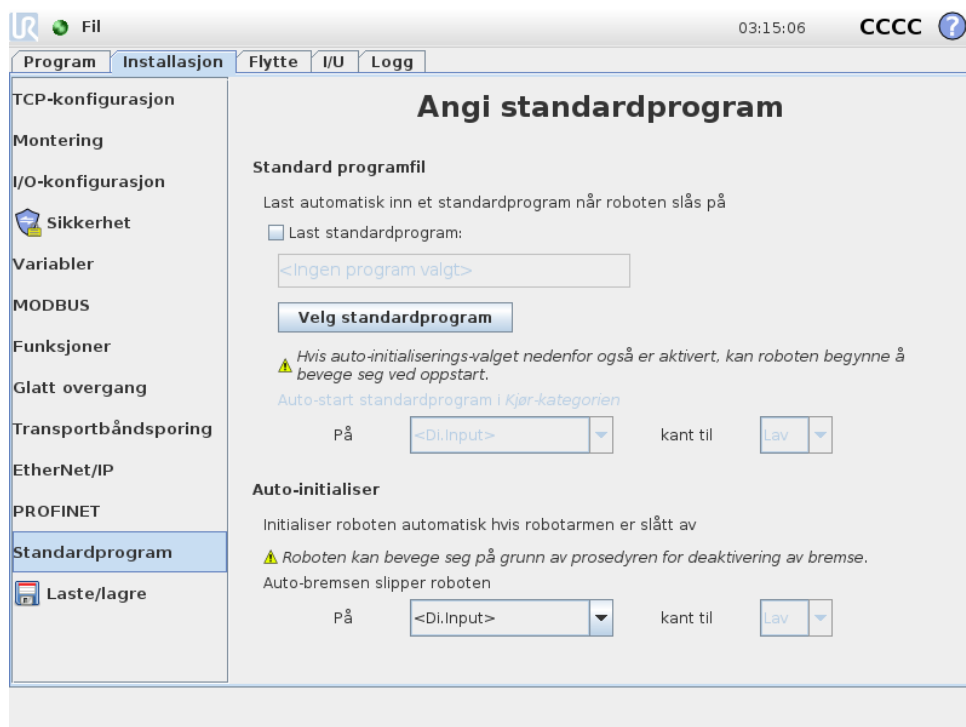 UR Fil 03:15:06 CCCC ?
Program Installasjon Flytte I/U Logg
TCP-konfigurasjon
Montering
I/O-konfigurasjon
Sikkerhet
Variabler
MODBUS
Funksjoner
Glatt overgang
Transportbåndsporing
EtherNet/IP
PROFINET
Standardprogram
Laste/lagre
Angi standardprogram
Standard programfil
Last automatisk inn et standardprogram når roboten slås på
Last standardprogram:
<Ingen program valgt>
Velg standardprogram
Hvis auto-initialiserings-valget nedenfor også er aktivert, kan roboten begynne å
bevege seg ved oppstart.
Auto-start standardprogram i Kjør-kategorien
På <Di.Input> kant til Lav
Auto-initialiser
Initialiser roboten automatisk hvis robotarmen er slått av
Roboten kan bevege seg på grunn av prosedyren for deaktivering av bremse.
Auto-bremsen slipper roboten
På <Di.Input> kant til Lav